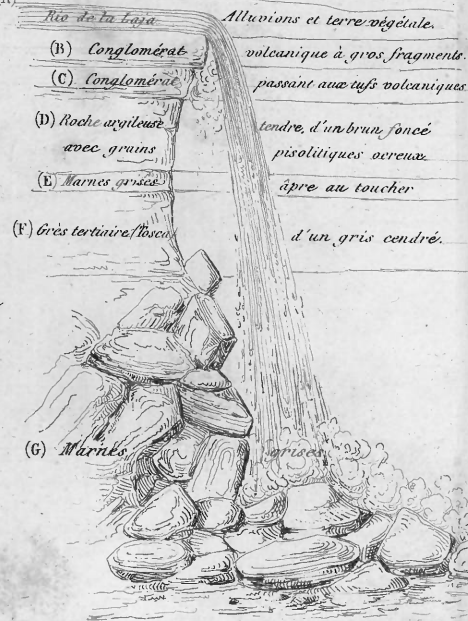 Rio de la Laja Alluvions et terre végétale.
(B) Conglomérat volcanique à gros fragments.
(C) Conglomérat passant aux tufs volcaniques
(D) Roche argileuse tendre, d'un brun foncé
avec grains pisolitiques ocreux
(E) Marnes grises âpre au toucher
(F) Grès tertiaire (Tosca d'un gris cendré.
(G) Marnes grises